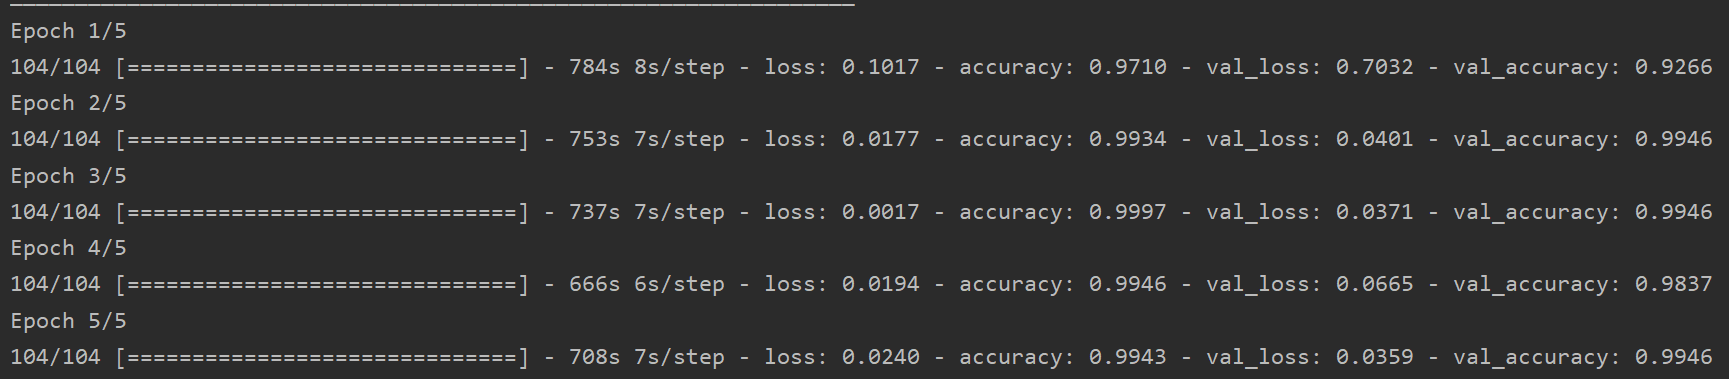 Epoch 1/5
104/104 [==============================] - 784s 8s/step - loss: 0.1017 - accuracy: 0.9710 - val_loss: 0.7032 - val_accuracy: 0.9266
Epoch 2/5
104/104 [==============================] - 753s 7s/step - loss: 0.0177 - accuracy: 0.9934 - val_loss: 0.0401 - val_accuracy: 0.9946
Epoch 3/5
104/104 [==============================] - 737s 7s/step - loss: 0.0017 - accuracy: 0.9997 - val_loss: 0.0371 - val_accuracy: 0.9946
Epoch 4/5
104/104 [==============================] - 666s 6s/step - loss: 0.0194 - accuracy: 0.9946 - val_loss: 0.0665 - val_accuracy: 0.9837
Epoch 5/5
104/104 [==============================] - 708s 7s/step - loss: 0.0240 - accuracy: 0.9943 - val_loss: 0.0359 - val_accuracy: 0.9946